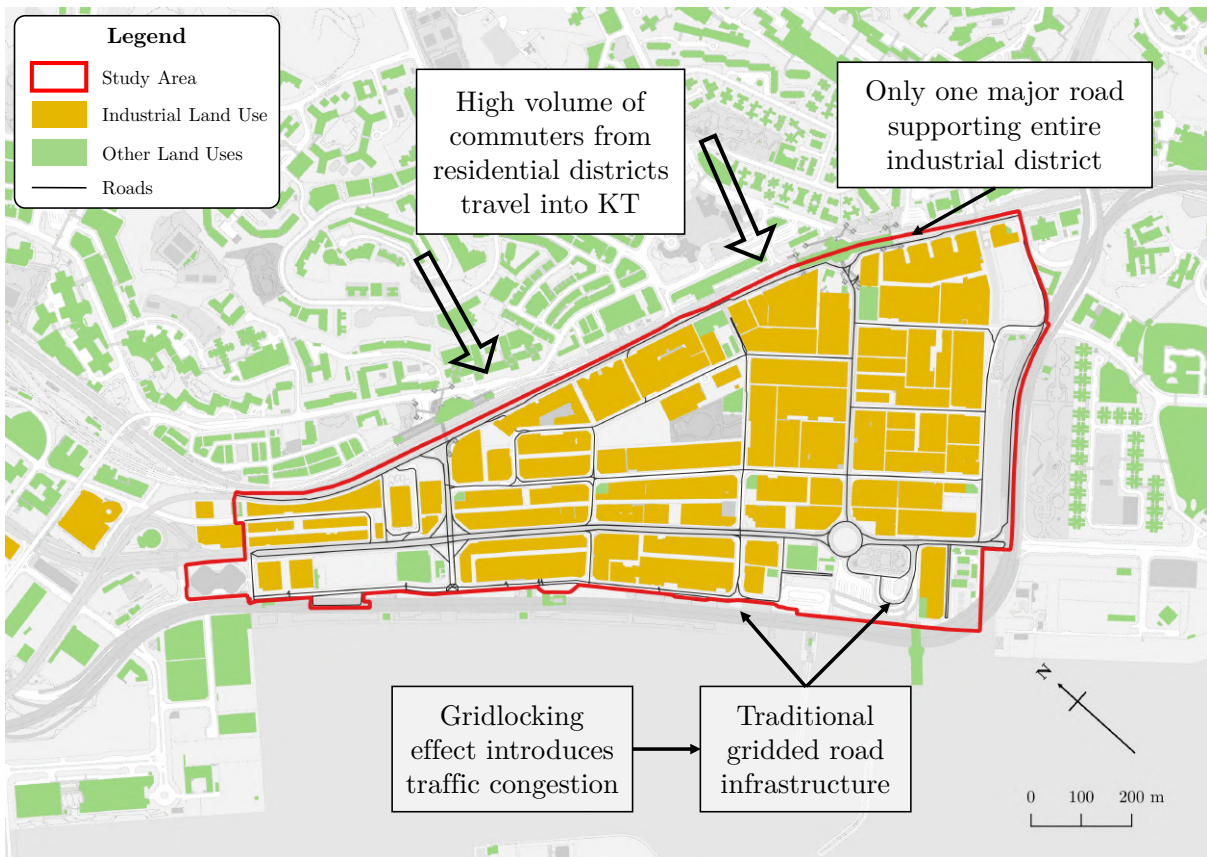 Legend
Study Area
Industrial Land Use
Other Land Uses
Roads
High volume of
commuters from
residential districts
travel into KT
Only one major road
supporting entire
industrial district
Gridlocking
effect introduces
traffic congestion
Traditional
gridded road
infrastructure
N
0 100 200 m